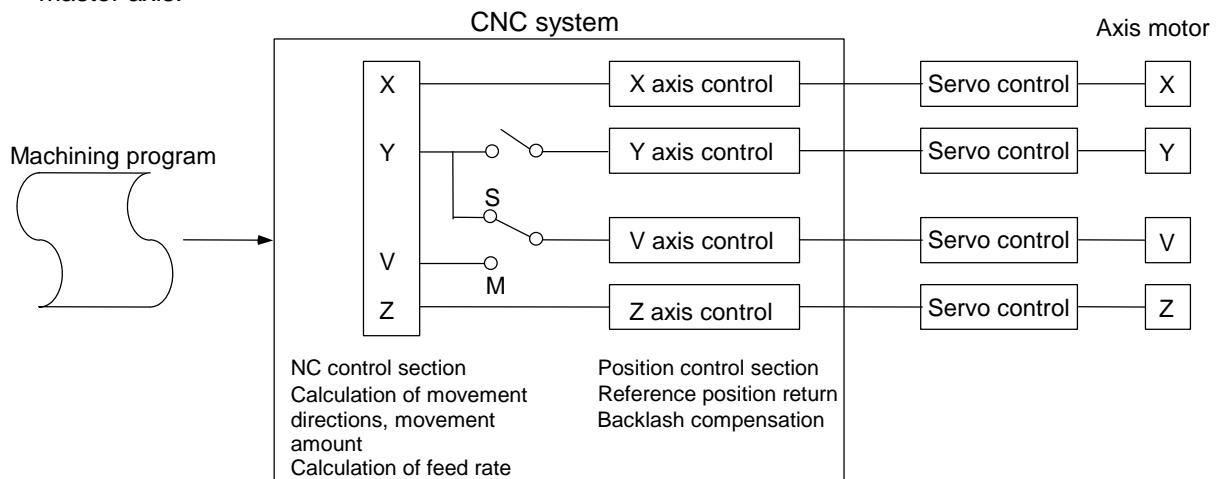 master axis.
CNC system
Axis motor
X
X axis control
Servo control
X
Machining program
Y
Y axis control
Servo control
Y
S
V
V axis control
Servo control
V
M
Z
Z axis control
Servo control
Z
NC control section
Calculation of movement
directions, movement
amount
Calculation of feed rate
Position control section
Reference position return
Backlash compensation